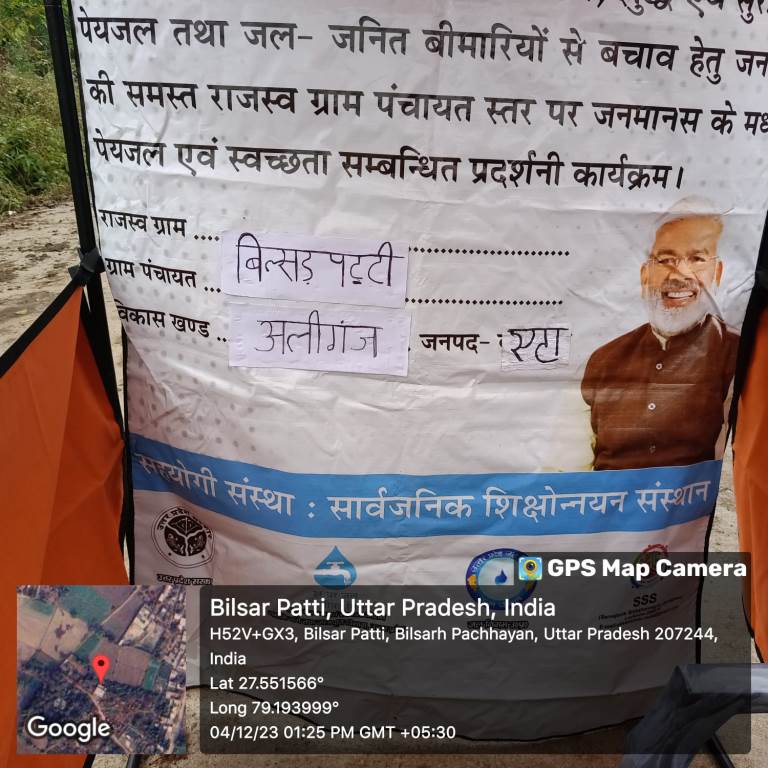 पेयजल तथा जल- जनित बीमारियों से बचाव हेतु जन
की समस्त राजस्व ग्राम पंचायत स्तर पर जनमानस के मध
पेयजल एवं स्वच्छता सम्बन्धित प्रदर्शनी कार्यक्रम।
राजस्व ग्राम ....
बिल्सड़ पट्टी
ग्राम पंचायत ...
विकास खण्ड .. अलीगंज . जनपद- एटा
सहयोगी संस्था : सार्वजनिक शिक्षोन्नयन संस्थान
SSS
GPS Map Camera
Bilsar Patti, Uttar Pradesh, India
H52V+GX3, Bilsar Patti, Bilsarh Pachhayan, Uttar Pradesh 207244,
India
Lat 27.551566°
Long 79.193999°
04/12/23 01:25 PM GMT +05:30
Google